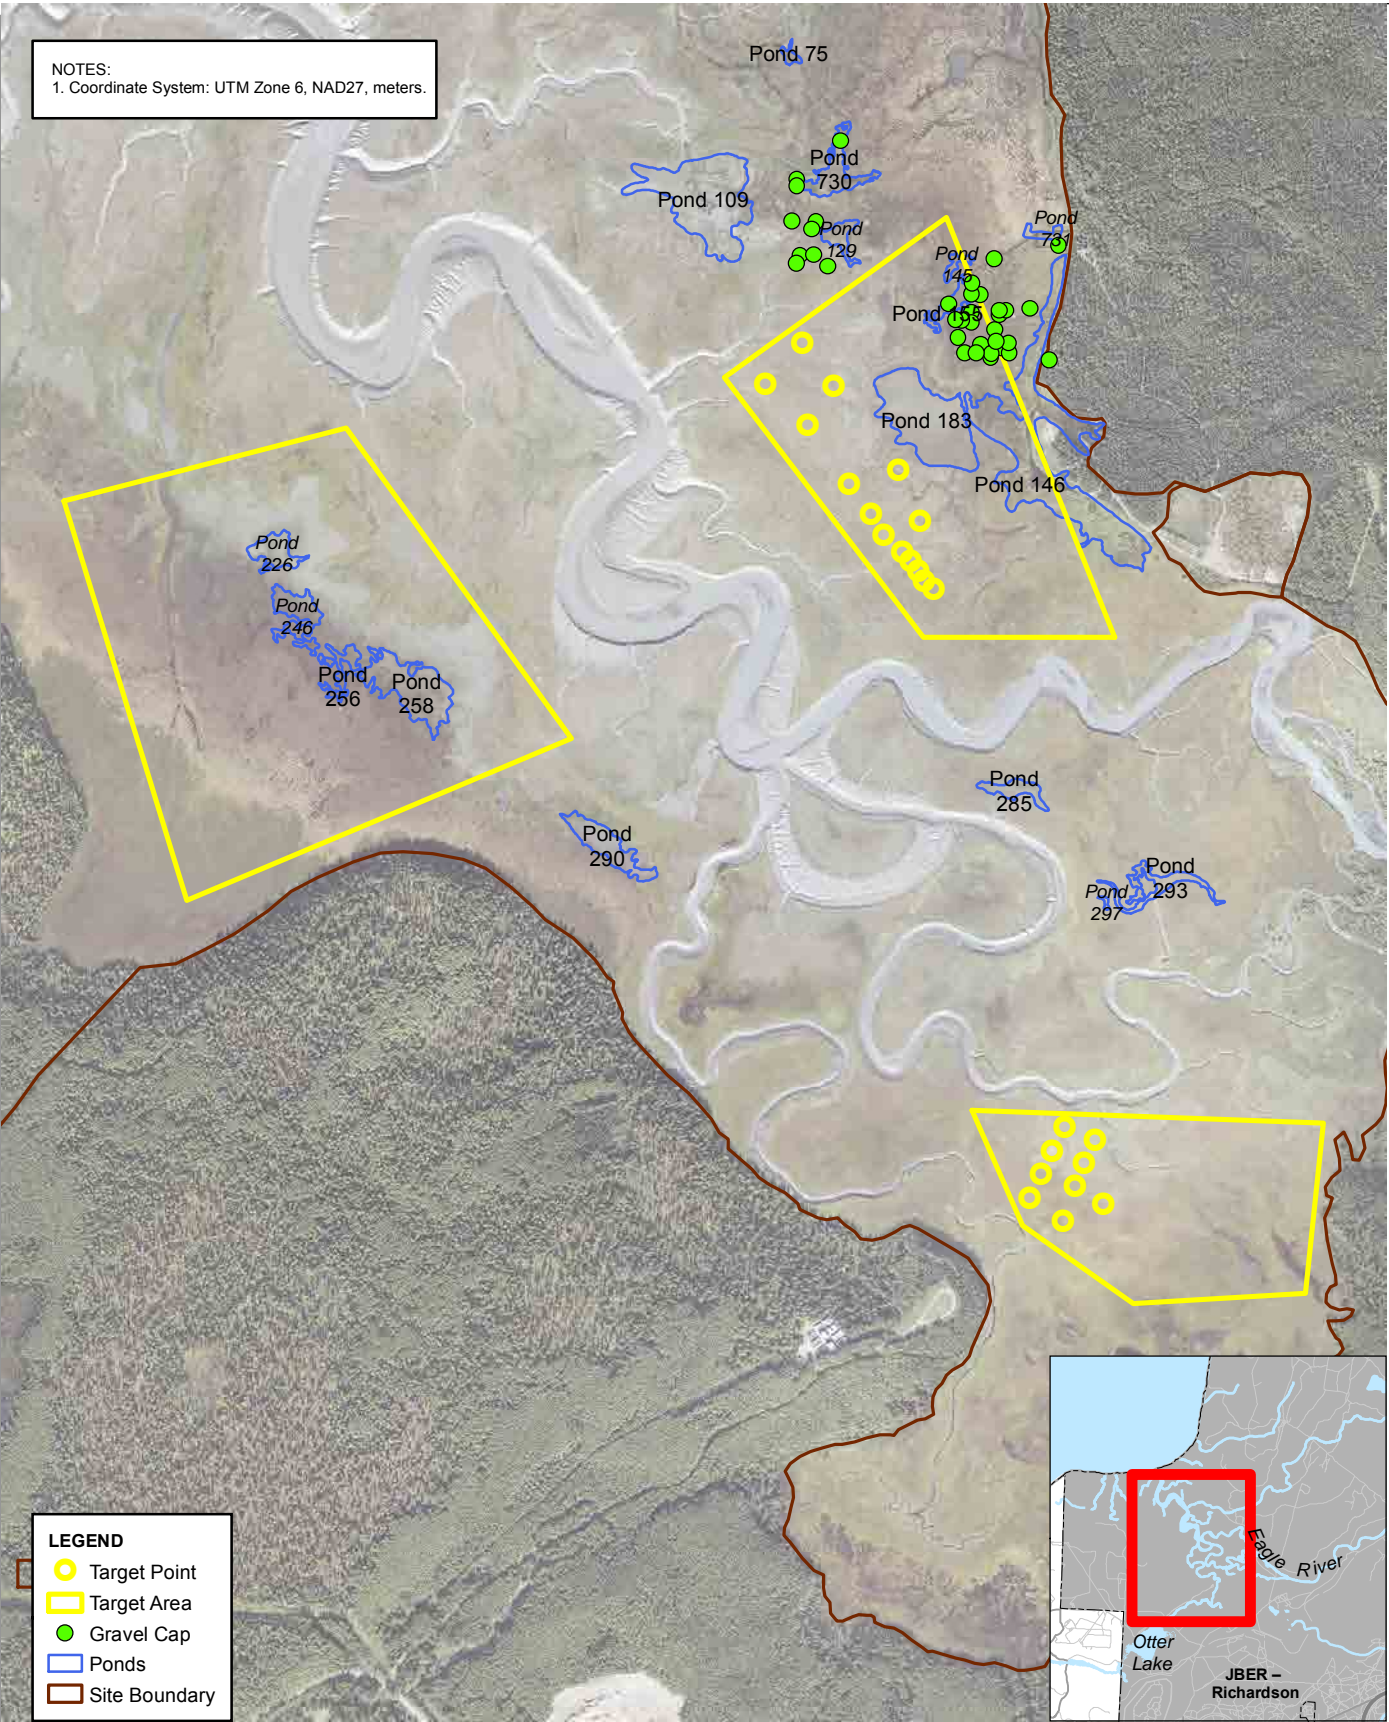 NOTES:
1. Coordinate System: UTM Zone 6, NAD27, meters.
Pond 75
Pond
730
Pond 109
Pond
129
Pond
731
Pond
145
Pond 155
Pond 183
Pond 146
Pond
226
Pond
246
Pond
256
Pond
258
Pond
285
Pond
290
Pond
293
Pond
297
LEGEND
Target Point
Target Area
Gravel Cap
Ponds
Site Boundary
Eagle River
Otter
Lake
JBER –
Richardson